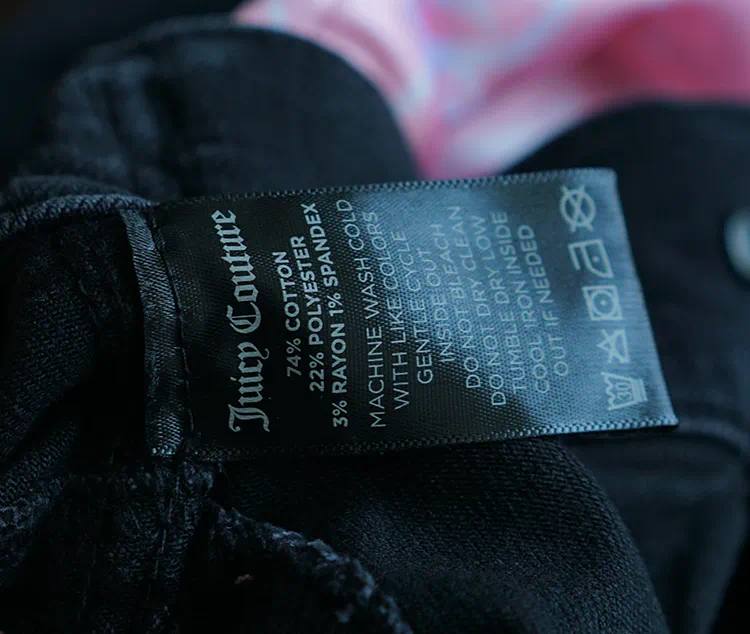 Juicy Couture
74% COTTON
22% POLYESTER
3% RAYON 1% SPANDEX
MACHINE WASH COLD
WITH LIKE COLORS
GENTLE CYCLE
INSIDE OUT
DO NOT BLEACH
DO NOT DRY CLEAN
TUMBLE DRY LOW
COOL IRON INSIDE
OUT IF NEEDED
30